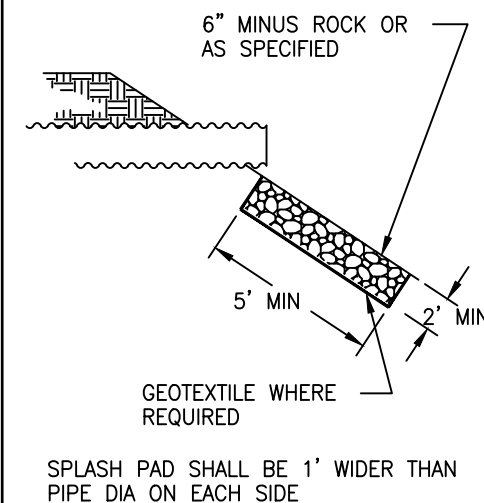 6" MINUS ROCK OR
AS SPECIFIED
5' MIN
2' MIN
GEOTEXTILE WHERE
REQUIRED
SPLASH PAD SHALL BE 1' WIDER THAN
PIPE DIA ON EACH SIDE